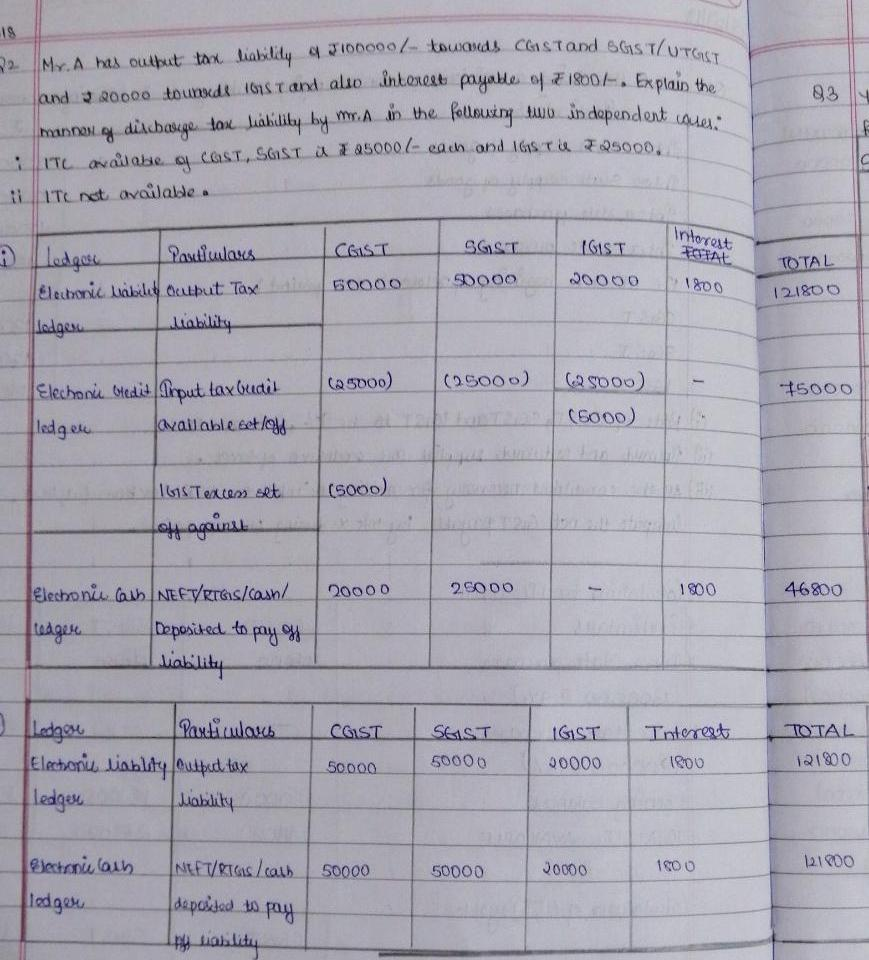 18
Q2 Mr. A has output tax liability of ₹100000/- towards CGST and SGST/UTGST
and ₹ 20000 towards IGST and also interest payable of ₹1800/-. Explain the
manner of discharge tax liability by Mr. A in the following two independent cases:
i ITC available of CGST, SGST is ₹ 25000/- each and IGST is ₹25000.
ii ITC not available.
Q3
i) Ledger Particulars CGST SGST IGST Interest TOTAL
Electronic liability Output Tax 50000 50000 20000 1800 121800
ledger liability
Electronic Credit Input tax Credit (25000) (25000) (25000) - 75000
ledger available set/off (5000)
IGST excess set (5000)
off against
Electronic Cash NEFT/RTGS/Cash/ 20000 25000 - 1800 46800
ledger Deposited to pay off
liability
) Ledger Particulars CGST SGST IGST Interest TOTAL
Electronic liablity Output tax 50000 50000 20000 1800 121800
ledger liability
Electronic Cash NEFT/RTGS/cash 50000 50000 20000 1800 121800
ledger deposited to pay
off liability